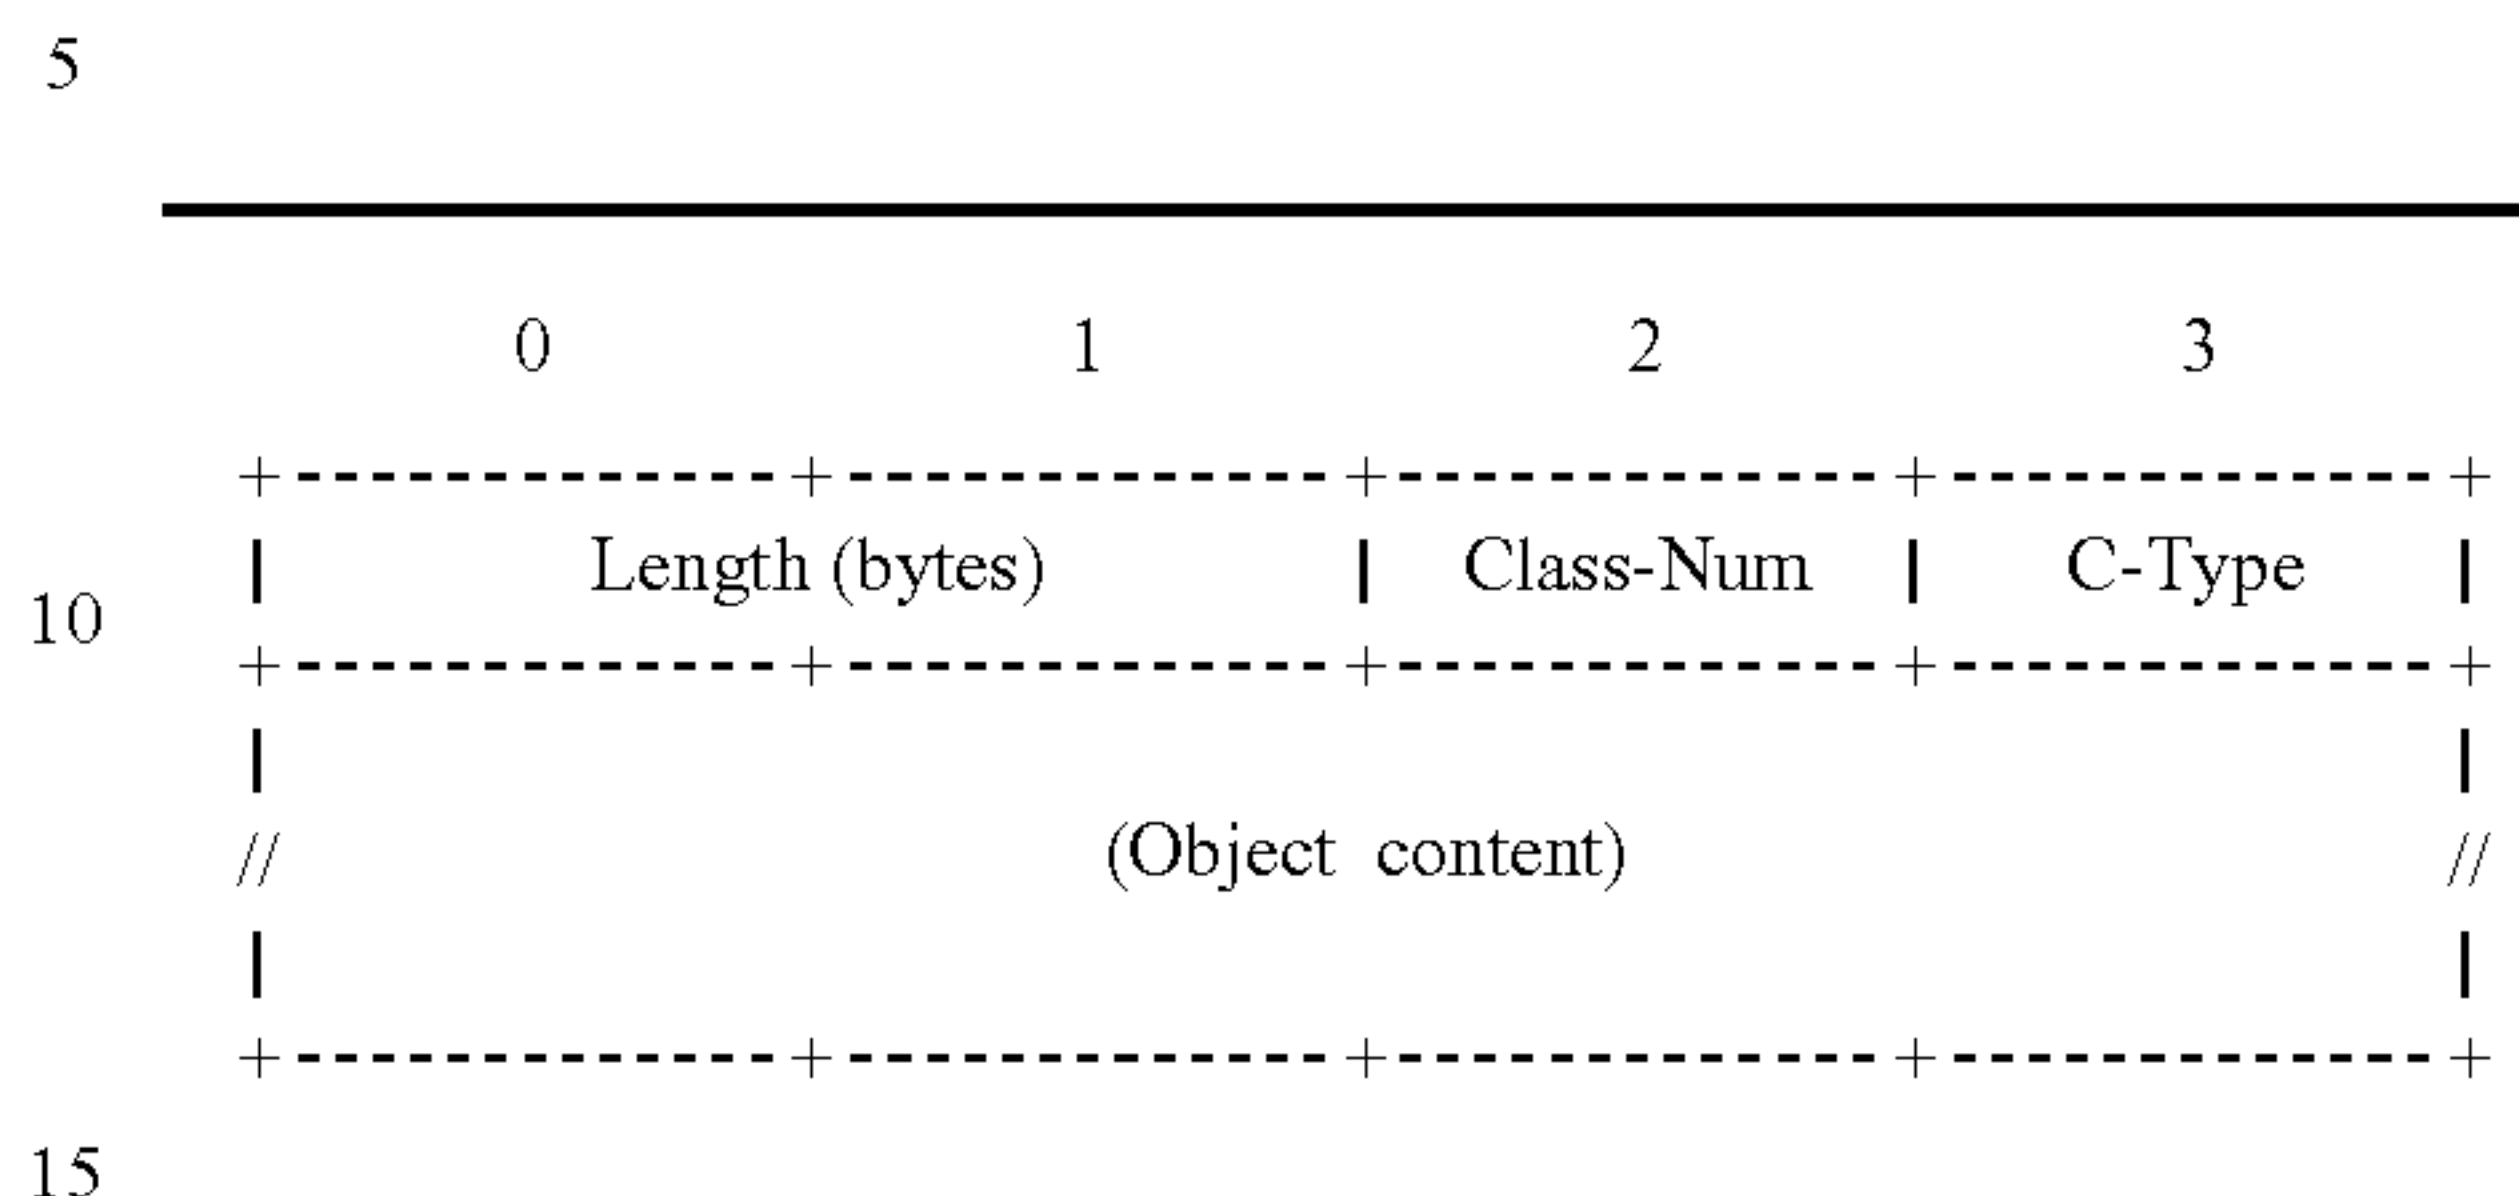 5
0 1 2 3
+-------------+-------------+-------------+-------------+
| Length (bytes) | Class-Num | C-Type |
10
+-------------+-------------+-------------+-------------+
| |
// (Object content) //
| |
+-------------+-------------+-------------+-------------+
15